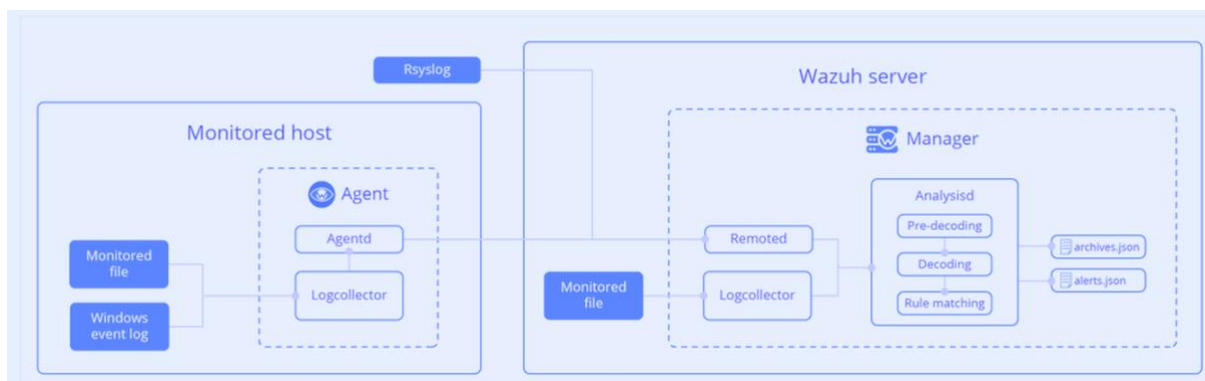 Rsyslog
Wazuh server
Monitored host
Manager
Agent
Analysisd
Pre-decoding
Agentd
Remoted
Monitored
file
archives.json
Decoding
Logcollector
Monitored
file
Logcollector
alerts.json
Rule matching
Windows
event log